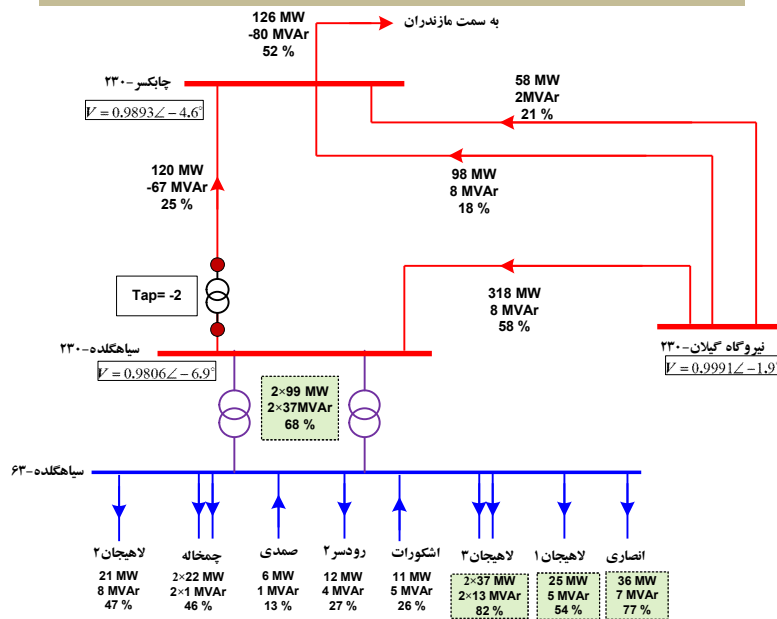 126 MW
-80 MVAr
52 %
به سمت مازندران
چابکسر-۲۳۰
V = 0.9893∠− 4.6°
58 MW
2MVAr
21 %
120 MW
-67 MVAr
25 %
98 MW
8 MVAr
18 %
Tap= -2
318 MW
8 MVAr
58 %
نیروگاه گیلان-۲۳۰
V = 0.9991∠−1.9°
سیاهگلده-۲۳۰
V = 0.9806∠− 6.9°
2×99 MW
2×37MVAr
68 %
سیاهگلده-۶۳
لاهیجان۲
21 MW
8 MVAr
47 %
چمخاله
2×22 MW
2×1 MVAr
46 %
صمدی
6 MW
1 MVAr
13 %
رودسر۲
12 MW
4 MVAr
27 %
اشکورات
11 MW
5 MVAr
26 %
لاهیجان۳
2×37 MW
2×13 MVAr
82 %
لاهیجان۱
25 MW
5 MVAr
54 %
انصاری
36 MW
7 MVAr
77 %